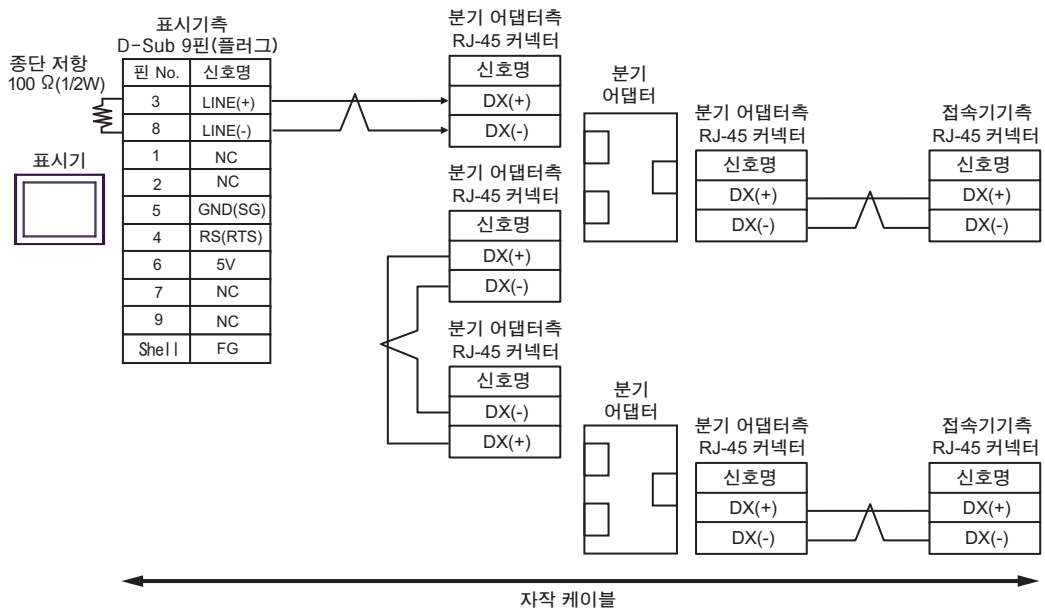 표시기측
D-Sub 9핀(플러그)
종단 저항
100 Ω(1/2W)
표시기
핀 No. 신호명
3 LINE(+)
8 LINE(-)
1 NC
2 NC
5 GND(SG)
4 RS(RTS)
6 5V
7 NC
9 NC
Shell FG
분기 어댑터측
RJ-45 커넥터
신호명
DX(+)
DX(-)
분기 어댑터측
RJ-45 커넥터
신호명
DX(+)
DX(-)
분기 어댑터측
RJ-45 커넥터
신호명
DX(-)
DX(+)
분기
어댑터
분기 어댑터측
RJ-45 커넥터
신호명
DX(+)
DX(-)
접속기기측
RJ-45 커넥터
신호명
DX(+)
DX(-)
분기
어댑터
분기 어댑터측
RJ-45 커넥터
신호명
DX(+)
DX(-)
접속기기측
RJ-45 커넥터
신호명
DX(+)
DX(-)
자작 케이블